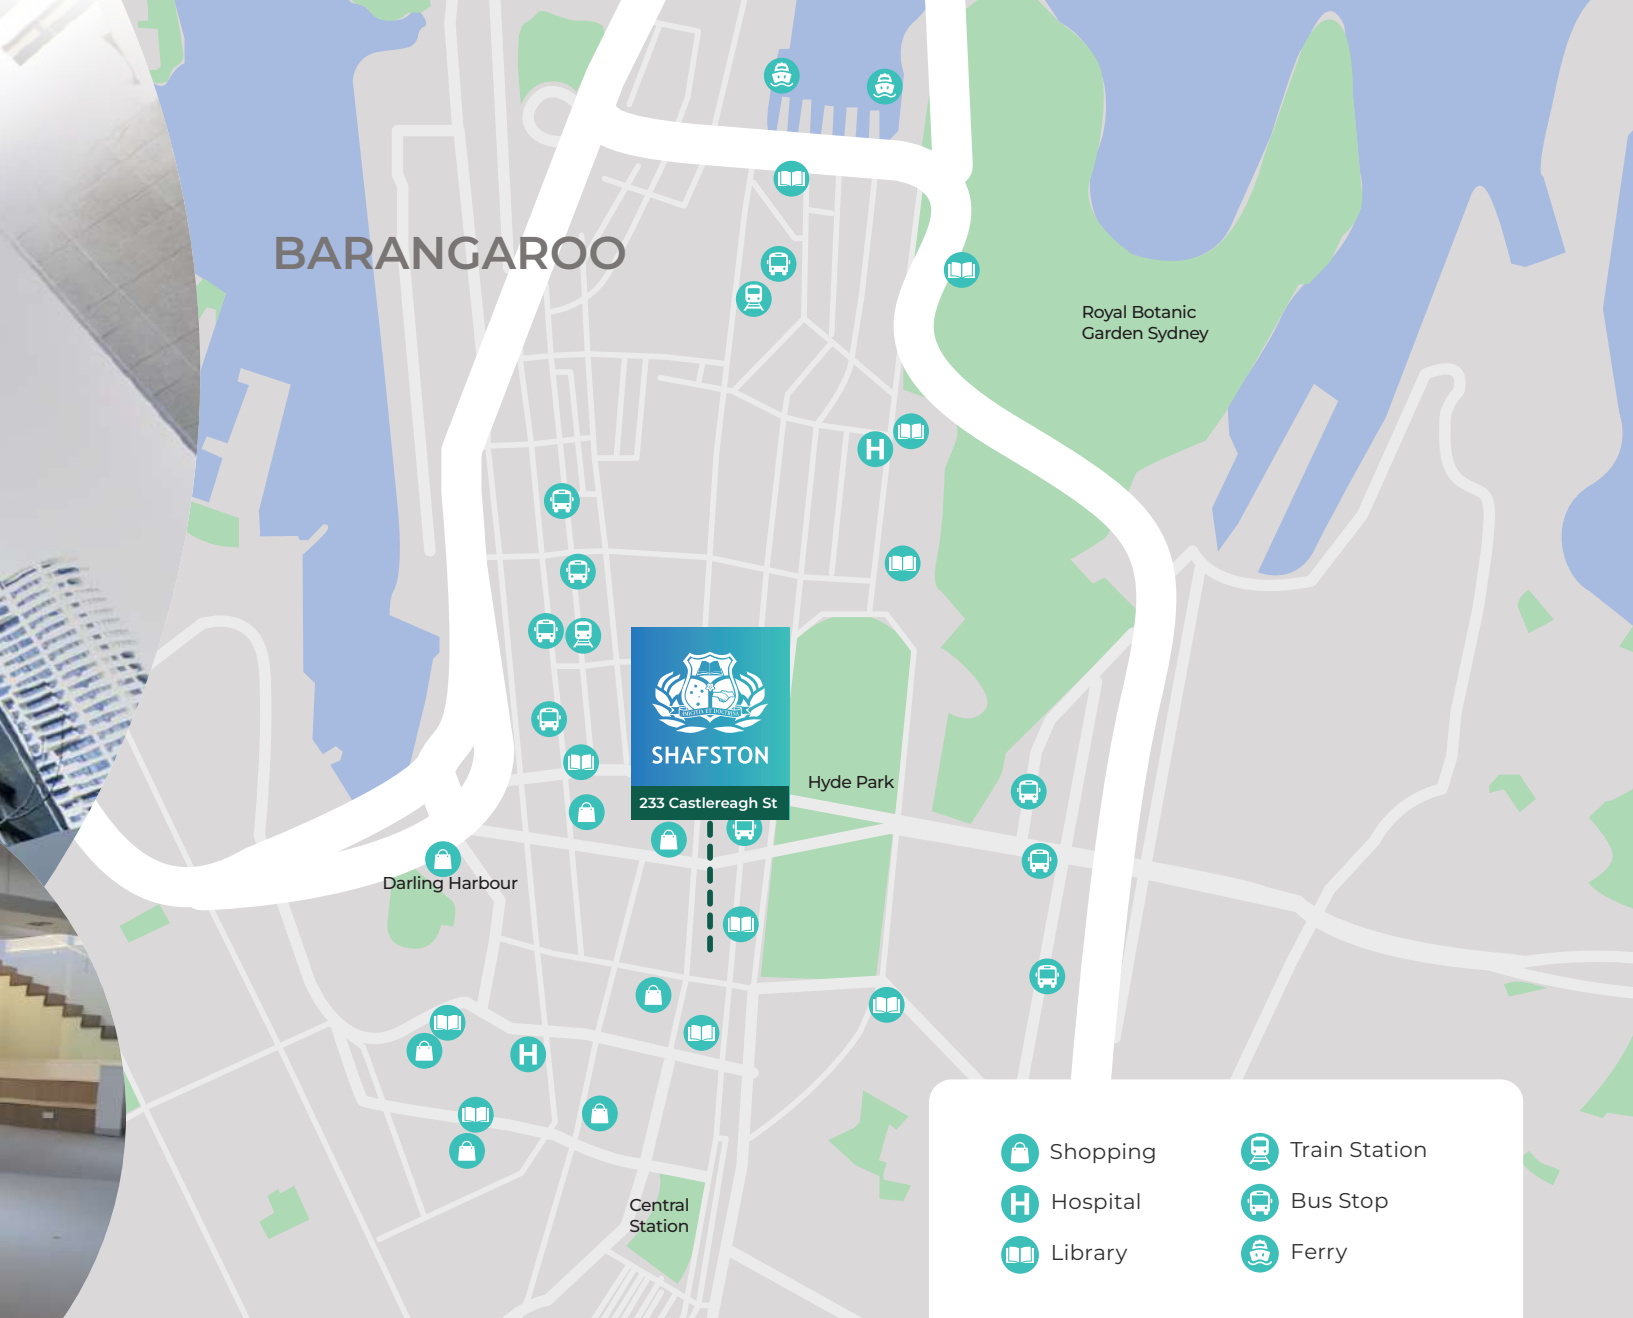 BARANGAROO
Royal Botanic
Garden Sydney
H
SHAFSTON
233 Castlereagh St
Hyde Park
Darling Harbour
H
Central
Station
Shopping
H Hospital
Library
Train Station
Bus Stop
Ferry